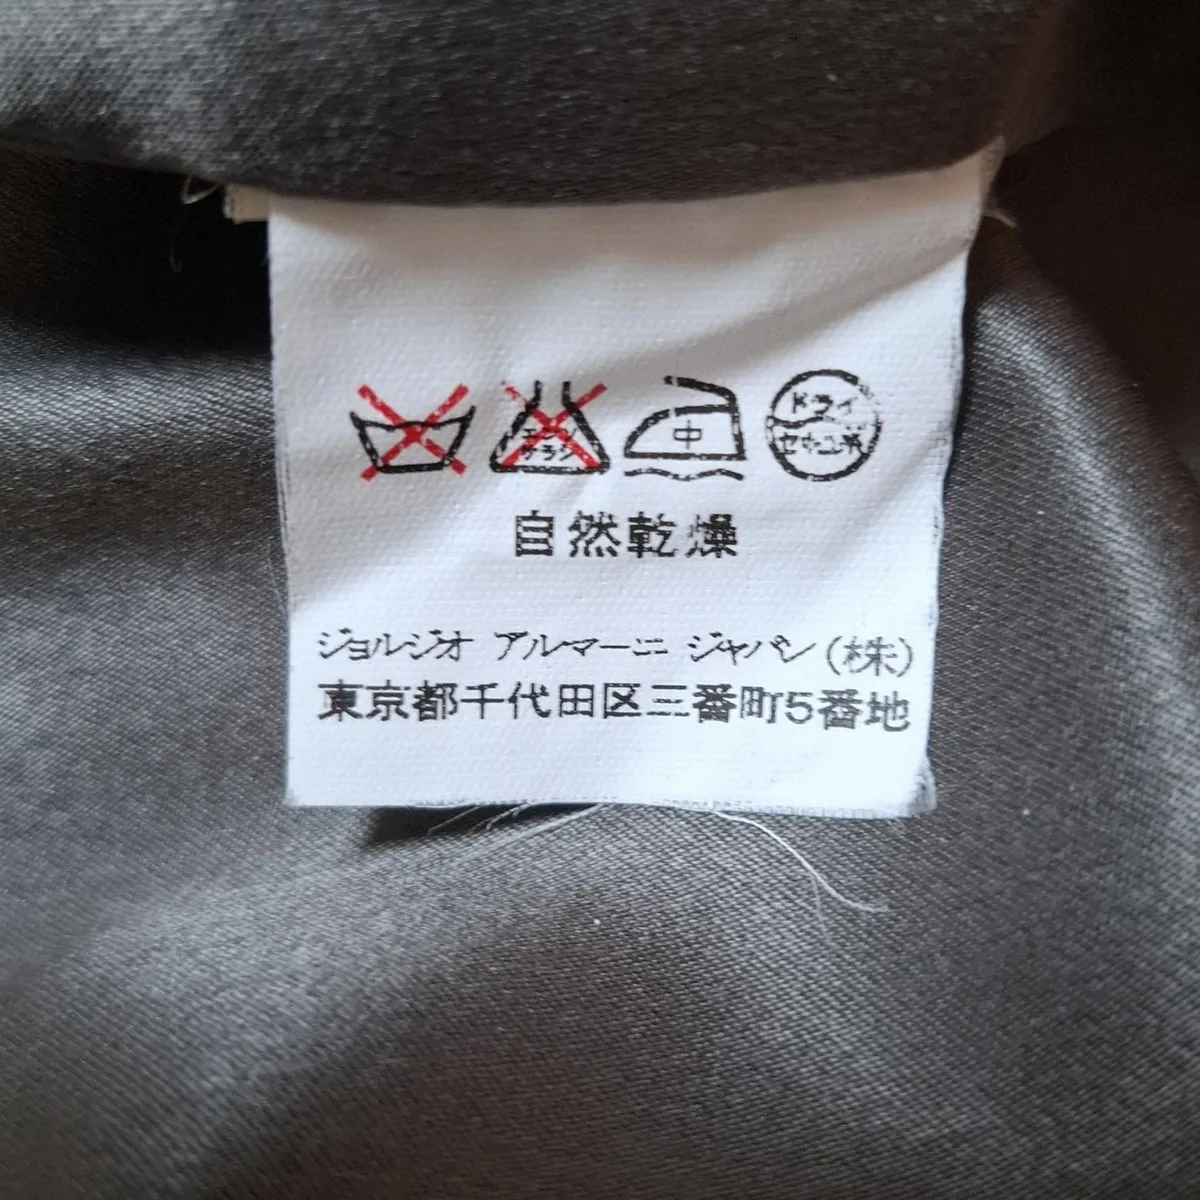 エンソ
サラシ
中
ドライ
セキユ系
自然乾燥
ジョルジオ アルマーニ ジャパン(株)
東京都千代田区三番町5番地